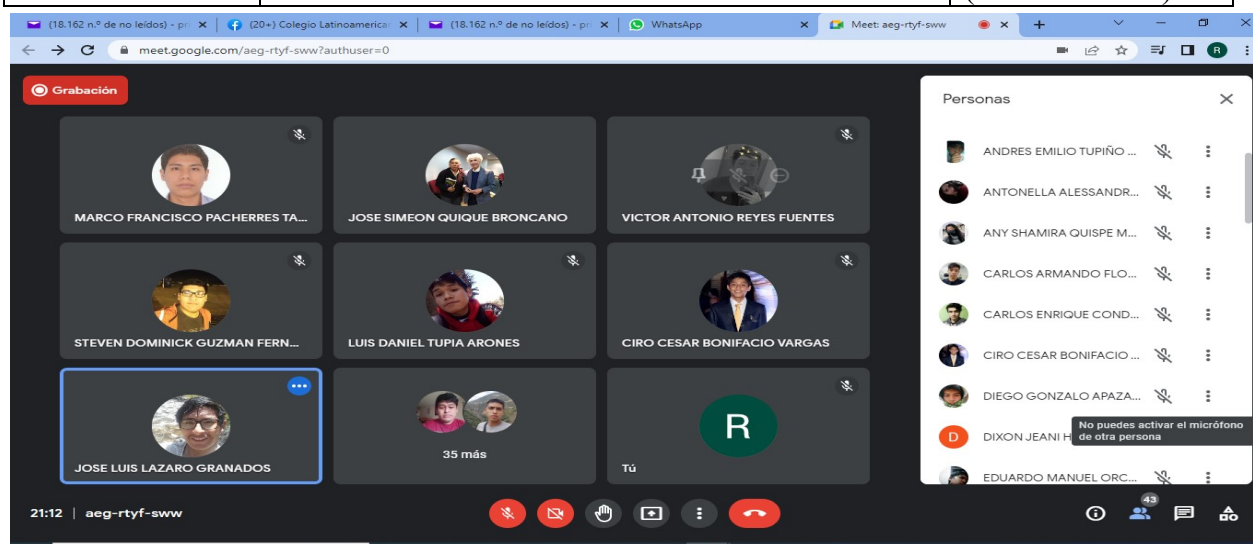 (18.162 n.º de no leídos) - pri
(20+) Colegio Latinoamerica
(18.162 n.º de no leídos) - pri
WhatsApp
Meet: aeg-rtyf-sww
meet.google.com/aeg-rtyf-sww?authuser=0
R
Grabación
MARCO FRANCISCO PACHERRES TA...
JOSE SIMEON QUIQUE BRONCANO
VICTOR ANTONIO REYES FUENTES
STEVEN DOMINICK GUZMAN FERN...
LUIS DANIEL TUPIA ARONES
CIRO CESAR BONIFACIO VARGAS
JOSE LUIS LAZARO GRANADOS
35 más
R
Tú
Personas
ANDRES EMILIO TUPIÑO ...
ANTONELLA ALESSANDR...
ANY SHAMIRA QUISPE M...
CARLOS ARMANDO FLO...
CARLOS ENRIQUE COND...
CIRO CESAR BONIFACIO ...
DIEGO GONZALO APAZA...
D
DIXON JEANI H
No puedes activar el micrófono
de otra persona
EDUARDO MANUEL ORC...
21:12 | aeg-rtyf-sww
43